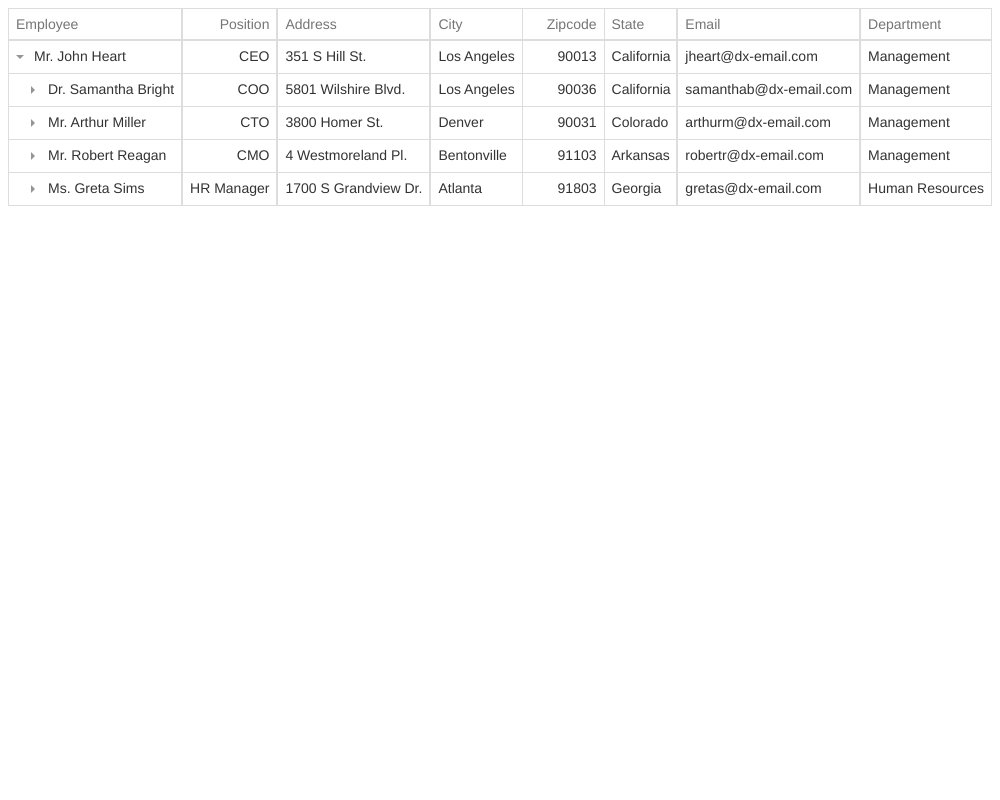 Employee Position Address City Zipcode State Email Department
Mr. John Heart CEO 351 S Hill St. Los Angeles 90013 California jheart@dx-email.com Management
Dr. Samantha Bright COO 5801 Wilshire Blvd. Los Angeles 90036 California samanthab@dx-email.com Management
Mr. Arthur Miller CTO 3800 Homer St. Denver 90031 Colorado arthurm@dx-email.com Management
Mr. Robert Reagan CMO 4 Westmoreland Pl. Bentonville 91103 Arkansas robertr@dx-email.com Management
Ms. Greta Sims HR Manager 1700 S Grandview Dr. Atlanta 91803 Georgia gretas@dx-email.com Human Resources